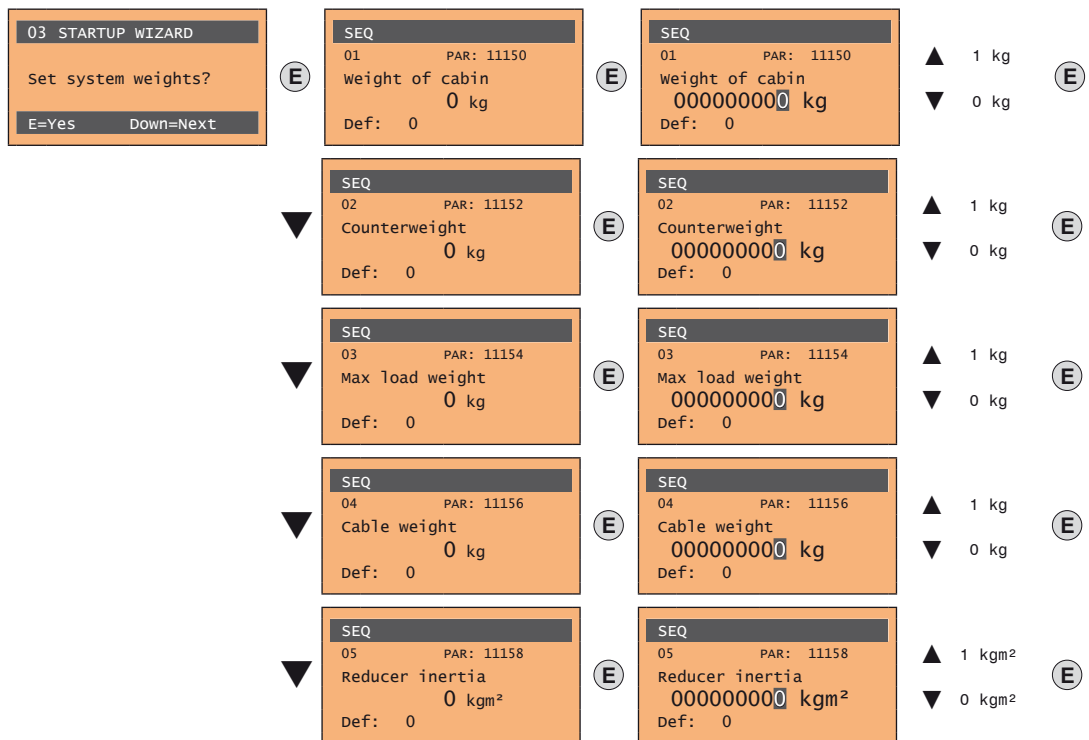 03 STARTUP WIZARD
Set system weights?
E=Yes Down=Next
E
SEQ
01 PAR: 11150
Weight of cabin
0 kg
Def: 0
E
SEQ
01 PAR: 11150
Weight of cabin
000000000 kg
Def: 0
▲ 1 kg
▼ 0 kg
E
▼
SEQ
02 PAR: 11152
Counterweight
0 kg
Def: 0
E
SEQ
02 PAR: 11152
Counterweight
000000000 kg
Def: 0
▲ 1 kg
▼ 0 kg
E
▼
SEQ
03 PAR: 11154
Max load weight
0 kg
Def: 0
E
SEQ
03 PAR: 11154
Max load weight
000000000 kg
Def: 0
▲ 1 kg
▼ 0 kg
E
▼
SEQ
04 PAR: 11156
Cable weight
0 kg
Def: 0
E
SEQ
04 PAR: 11156
Cable weight
000000000 kg
Def: 0
▲ 1 kg
▼ 0 kg
E
▼
SEQ
05 PAR: 11158
Reducer inertia
0 kgm²
Def: 0
E
SEQ
05 PAR: 11158
Reducer inertia
000000000 kgm²
Def: 0
▲ 1 kgm²
▼ 0 kgm²
E